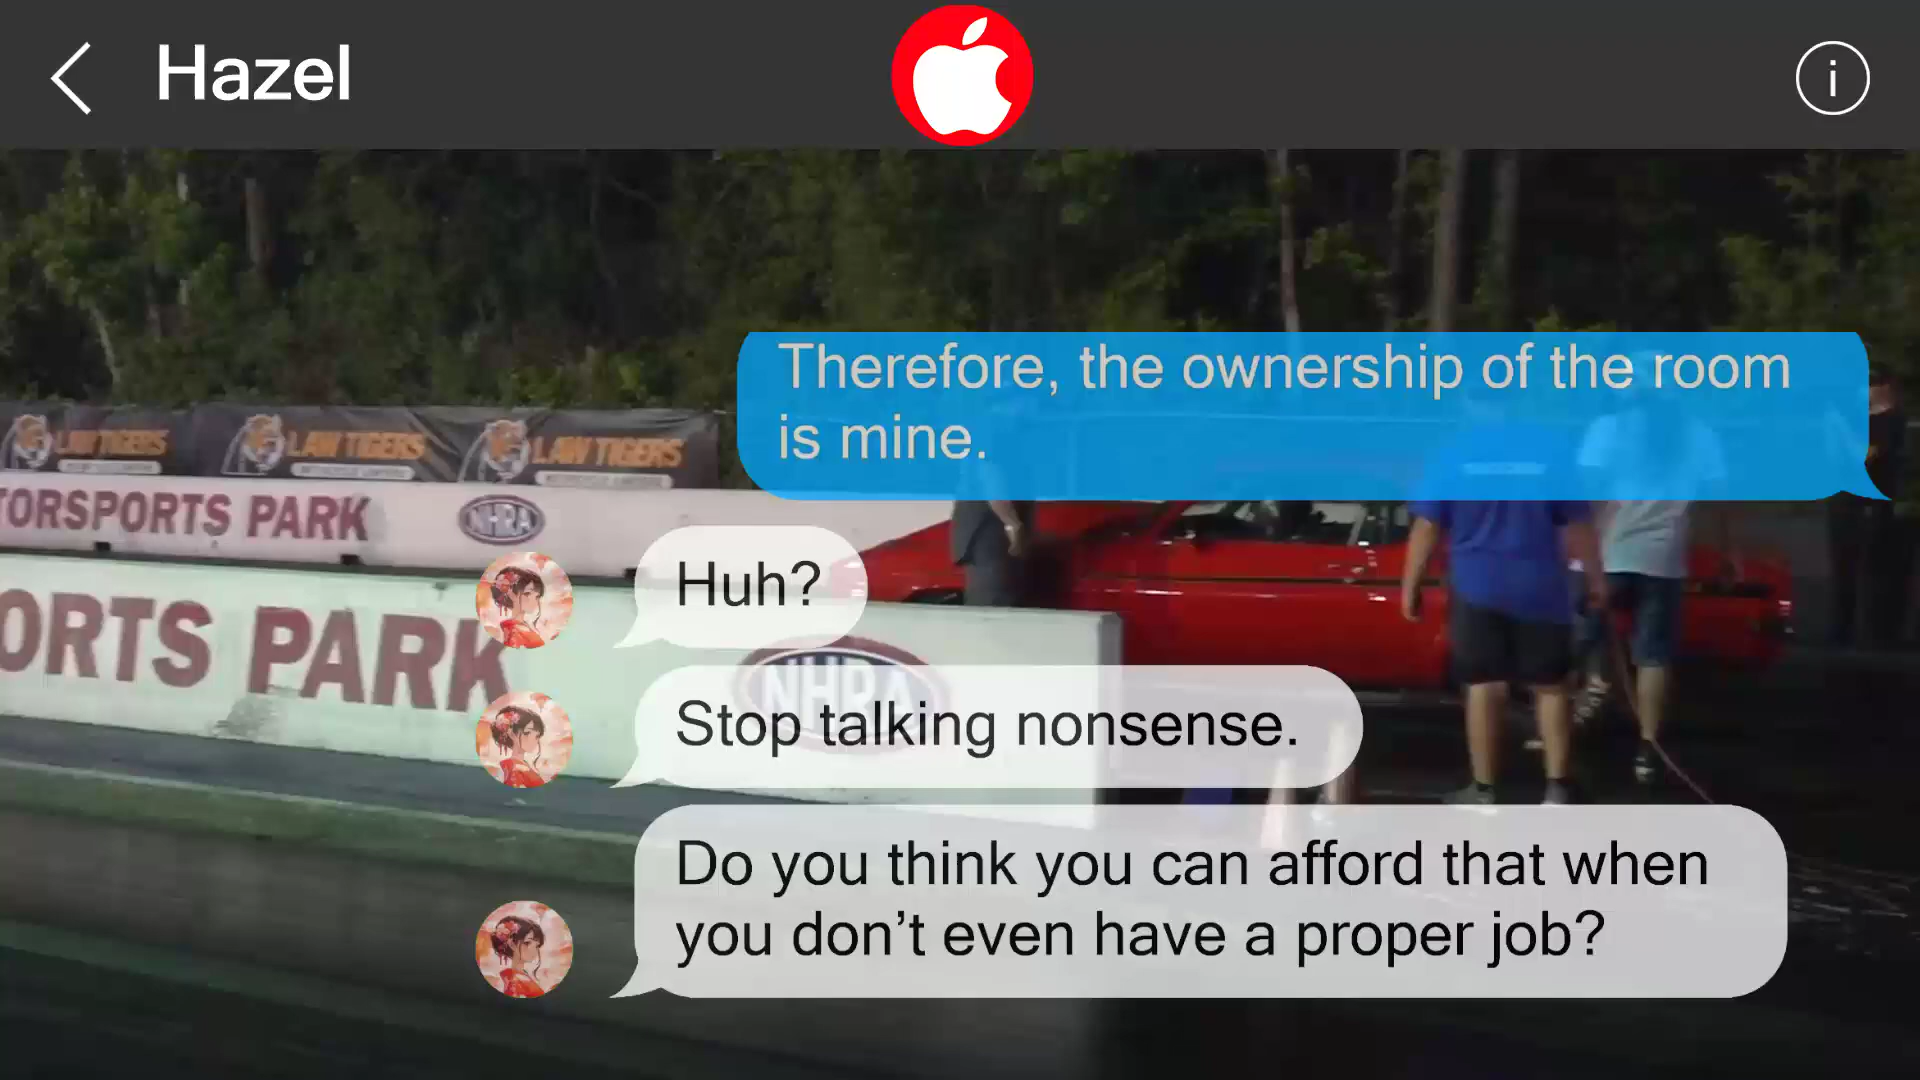 Hazel
i
Therefore, the ownership of the room
is mine.
LAW TIGERS
LAW TIGERS
LAW TIGERS
TORSPORTS PARK
NHRA
Huh?
ORTS PARK
NHRA
Stop talking nonsense.
Do you think you can afford that when
you don’t even have a proper job?